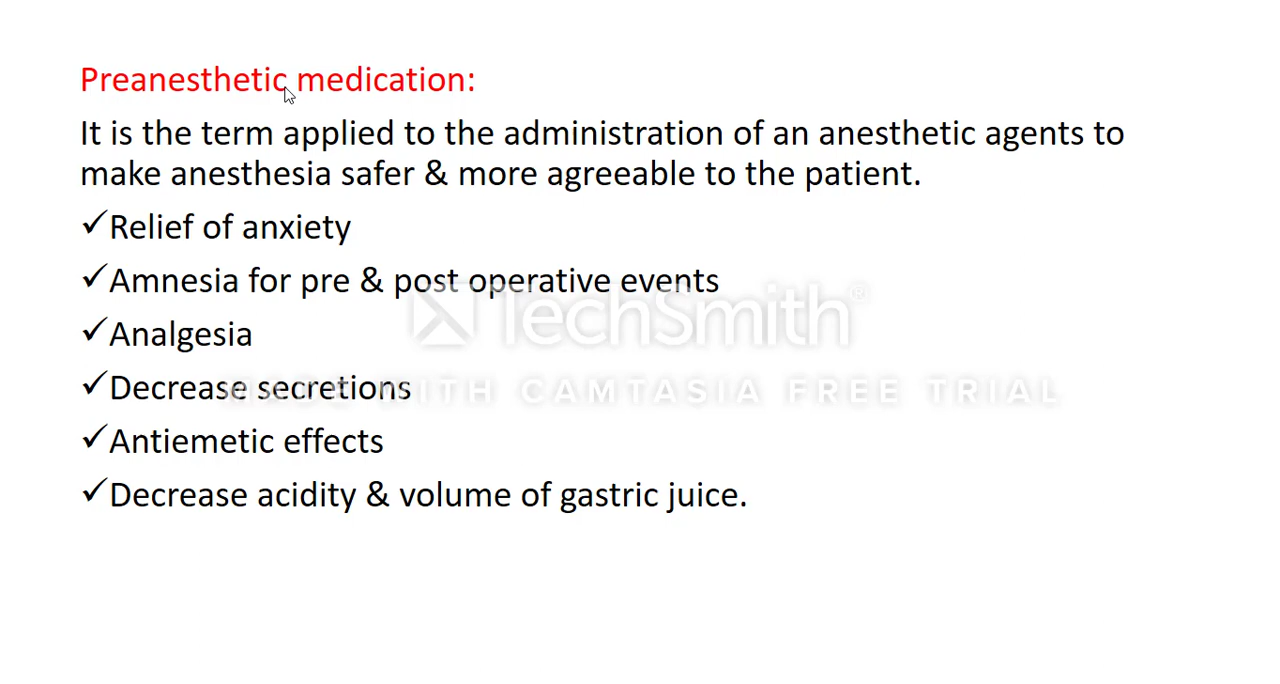 Preanesthetic medication:
It is the term applied to the administration of an anesthetic agents to
make anesthesia safer & more agreeable to the patient.
✓Relief of anxiety
✓Amnesia for pre & post operative events
TechSmith®
✓Analgesia
✓Decrease secretions
MADE WITH CAMTASIA FREE TRIAL
✓Antiemetic effects
✓Decrease acidity & volume of gastric juice.